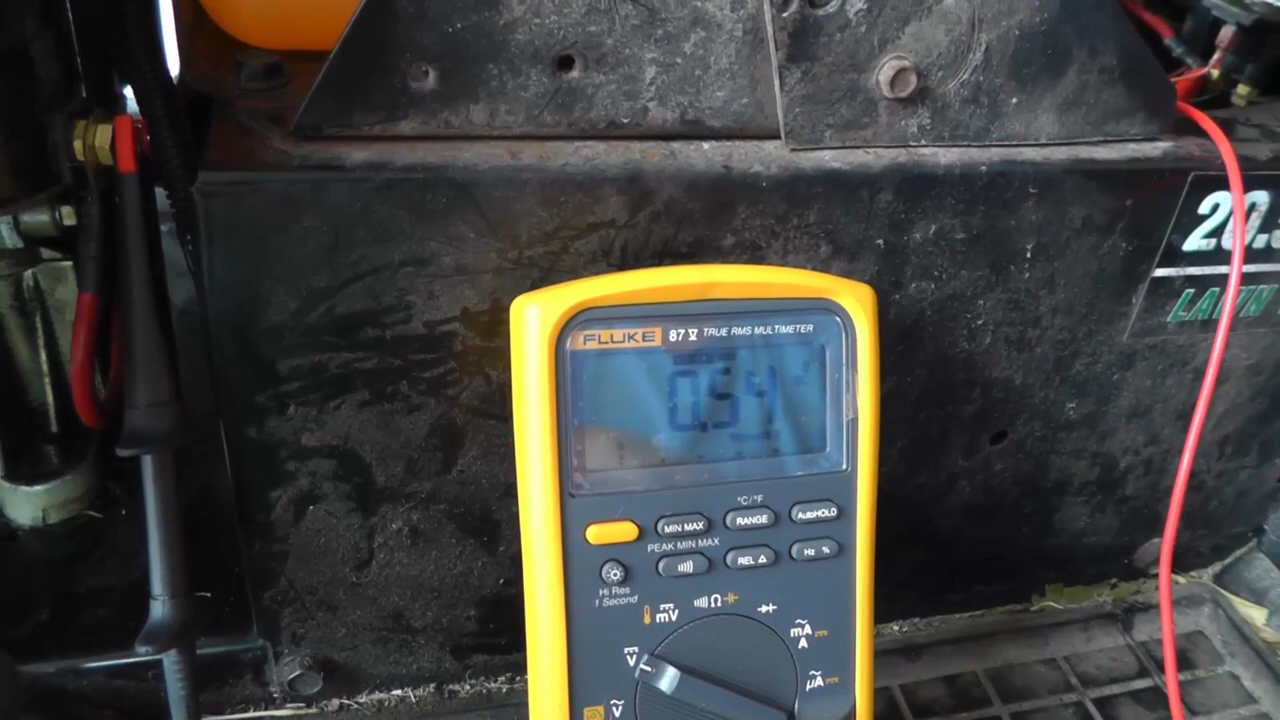 20.
LAWN
FLUKE 87 V TRUE RMS MULTIMETER
0.54
°C/°F
MIN MAX RANGE AutoHOLD
PEAK MIN MAX
REL △ Hz %
Hi Res
1 Second
mV Ω
mA
A
V
µA
V